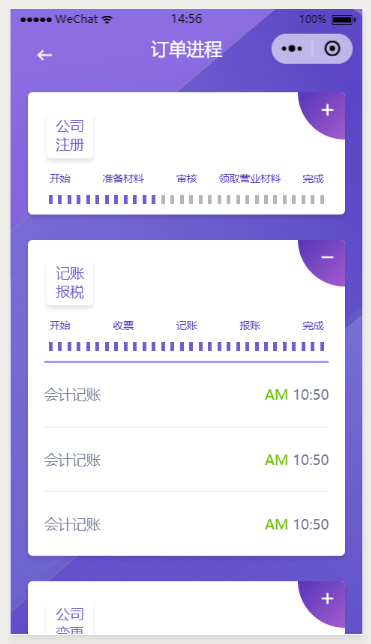 ●●●●● WeChat 14:56 100%
订单进程
公司
注册
开始 准备材料 审核 领取营业材料 完成
记账
报税
开始 收票 记账 报账 完成
会计记账 AM 10:50
会计记账 AM 10:50
会计记账 AM 10:50
公司
变更